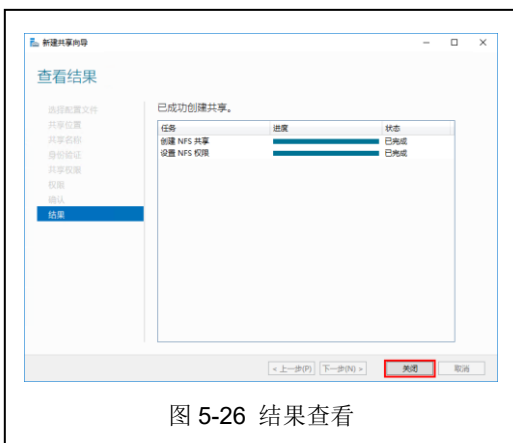 新建共享向导
查看结果
选择配置文件
共享位置
共享名称
身份验证
共享权限
权限
确认
结果
已成功创建共享。
任务 进度 状态
创建 NFS 共享 已完成
设置 NFS 权限 已完成
< 上一步(P) 下一步(N) > 关闭 取消
图 5-26 结果查看